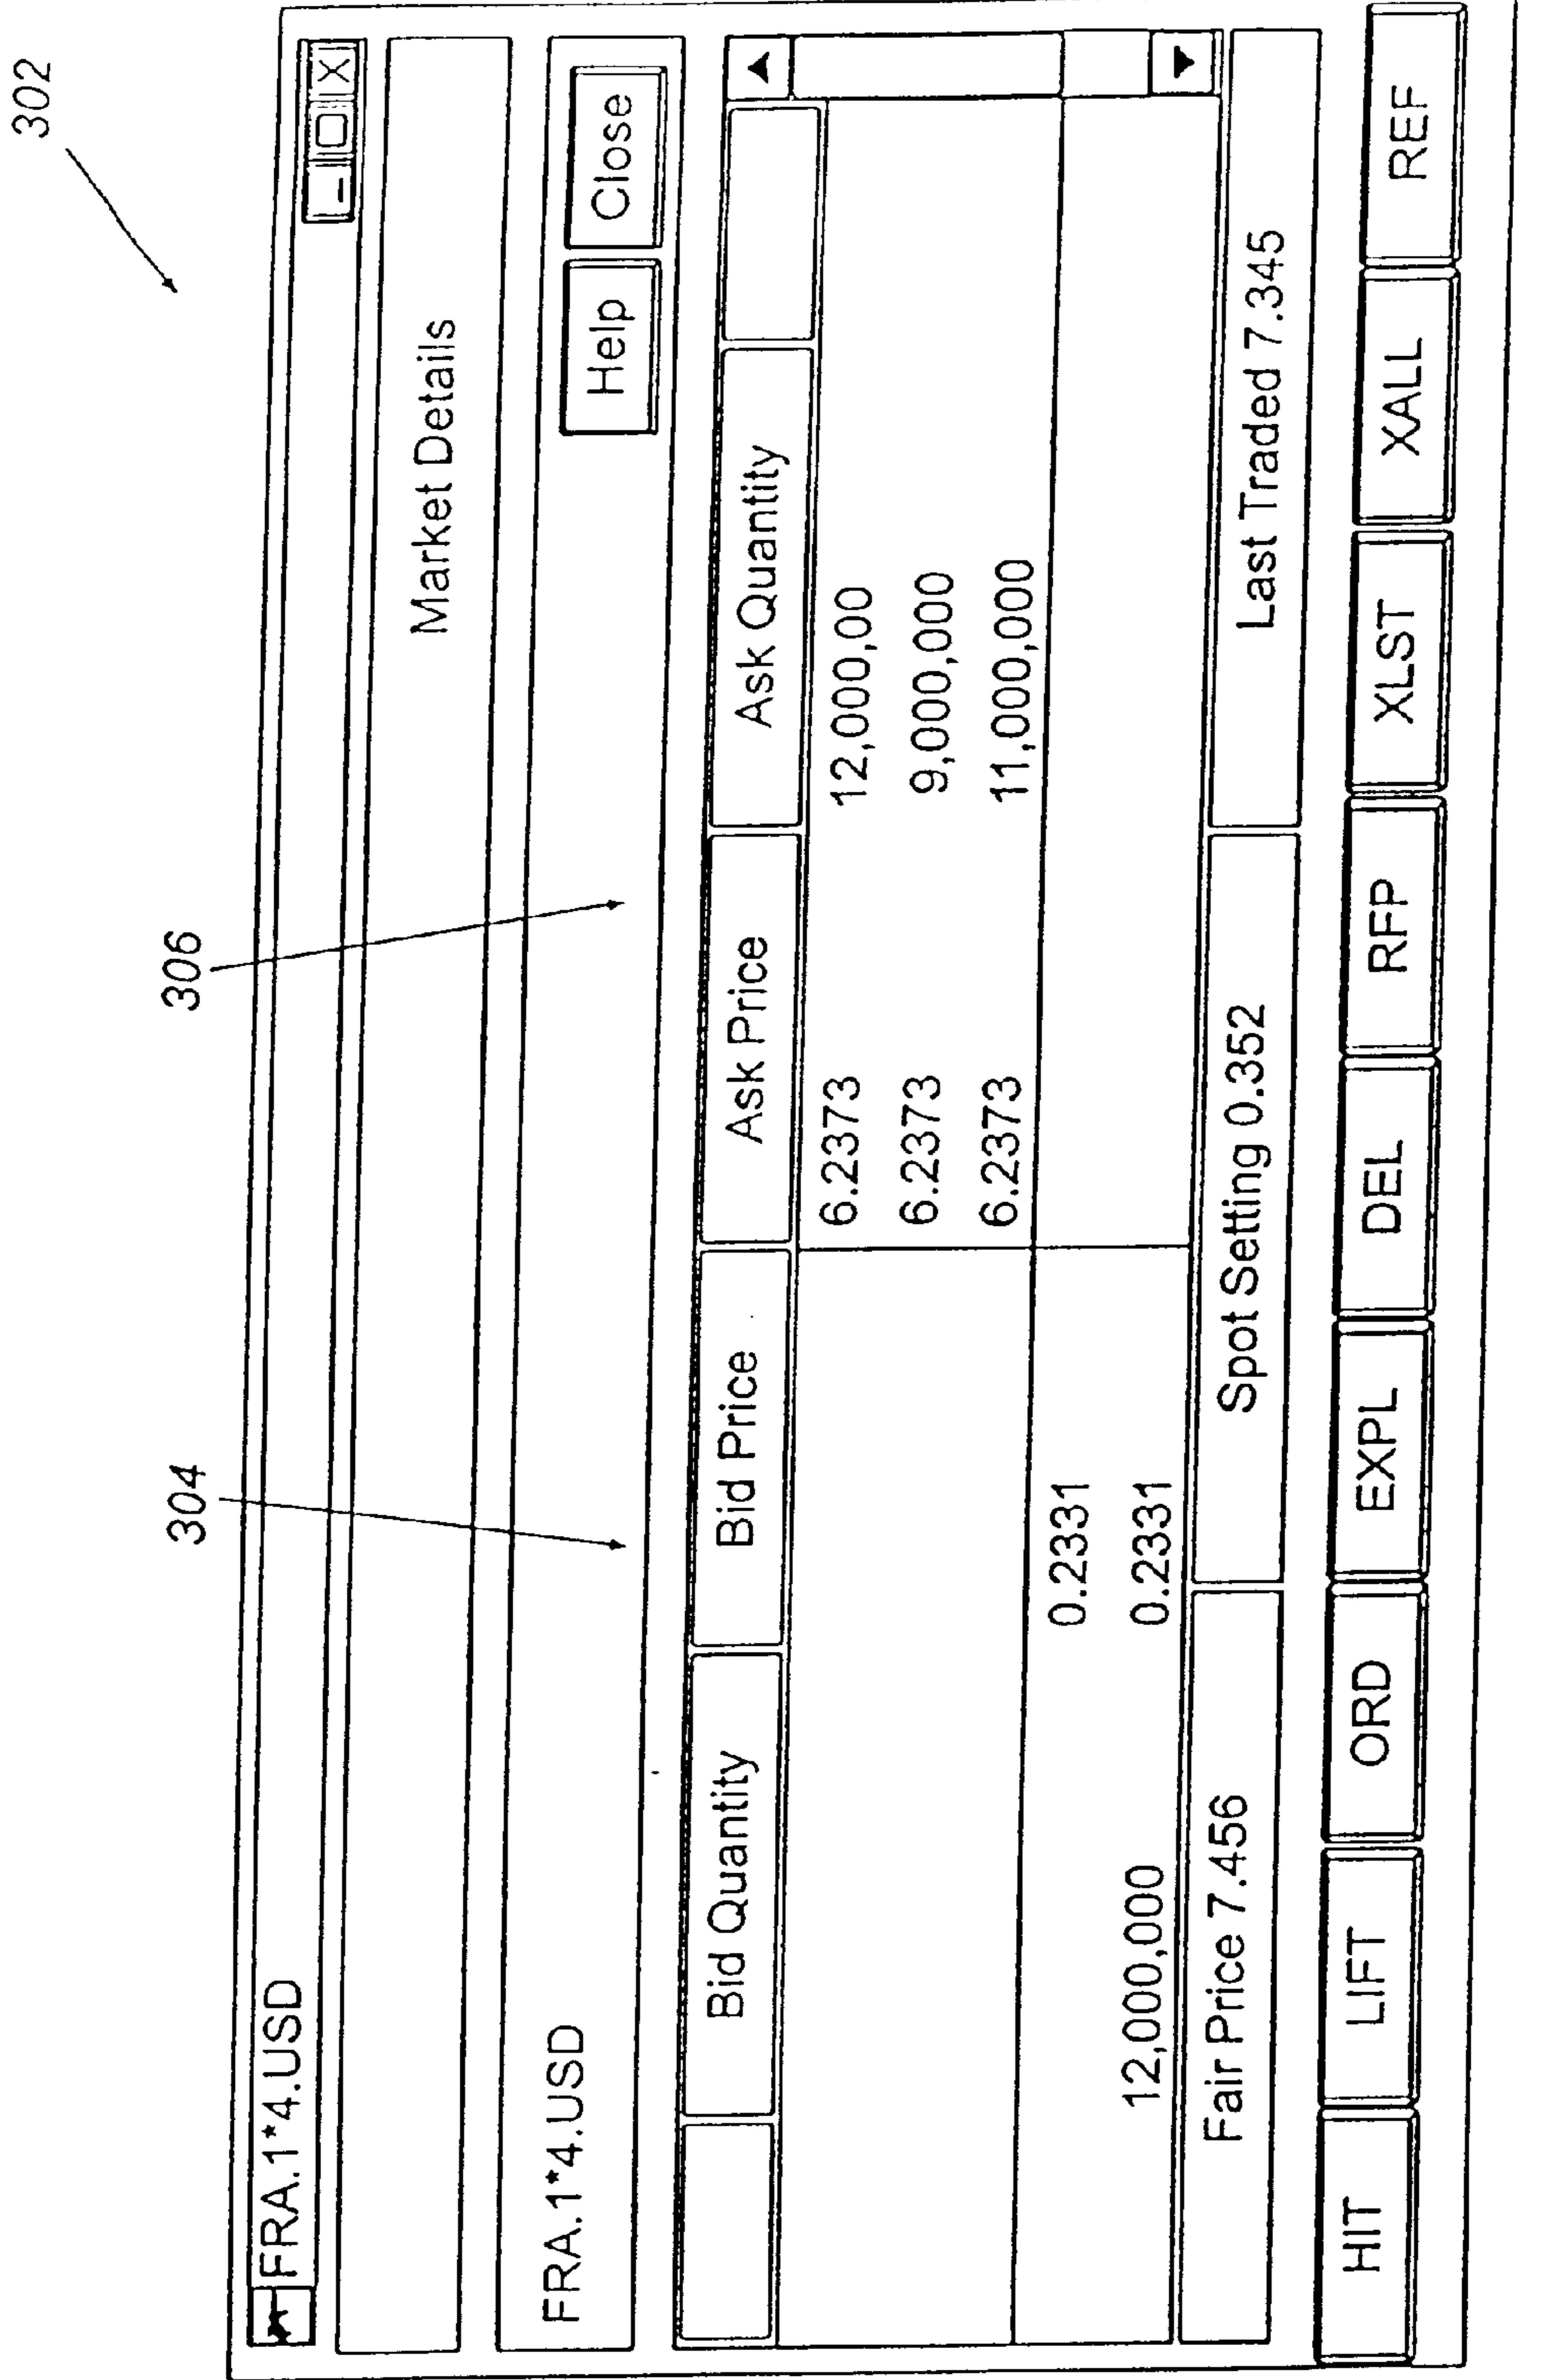 302
304
306
FRA.1*4.USD
Market Details
FRA.1*4.USD
Help Close
Bid Quantity Bid Price Ask Price Ask Quantity
6.2373 12,000,00
6.2373 9,000,000
6.2373 11,000,000
0.2331
12,000,000 0.2331
Fair Price 7.456 Spot Setting 0.352 Last Traded 7.345
HIT LIFT ORD EXPL DEL RFP XLST XALL REF